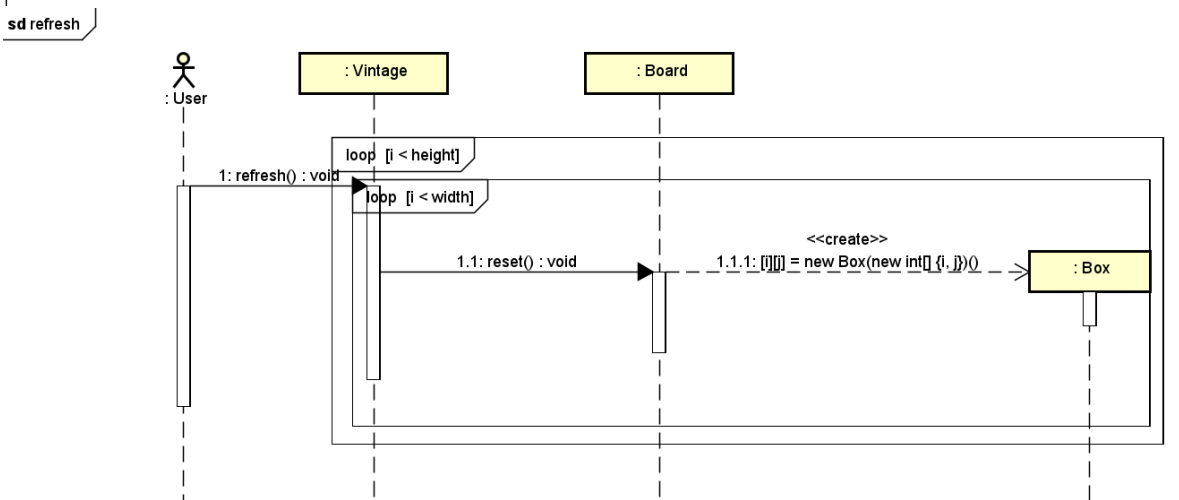 sd refresh
: User
: Vintage
: Board
loop [i < height]
1: refresh() : void
loop [i < width]
<<create>>
1.1: reset() : void
1.1.1: [i][j] = new Box(new int[] {i, j})()
: Box